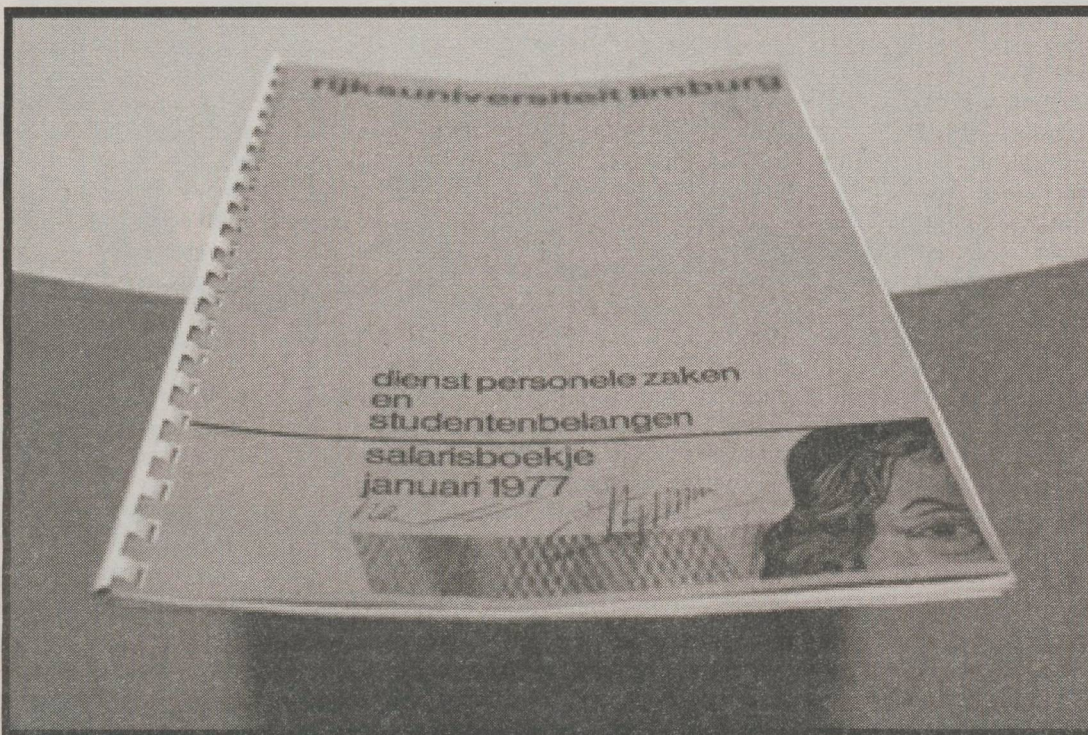 rijksuniversiteit limburg
dienst personele zaken
en
studentenbelangen
salarisboekje
januari 1977